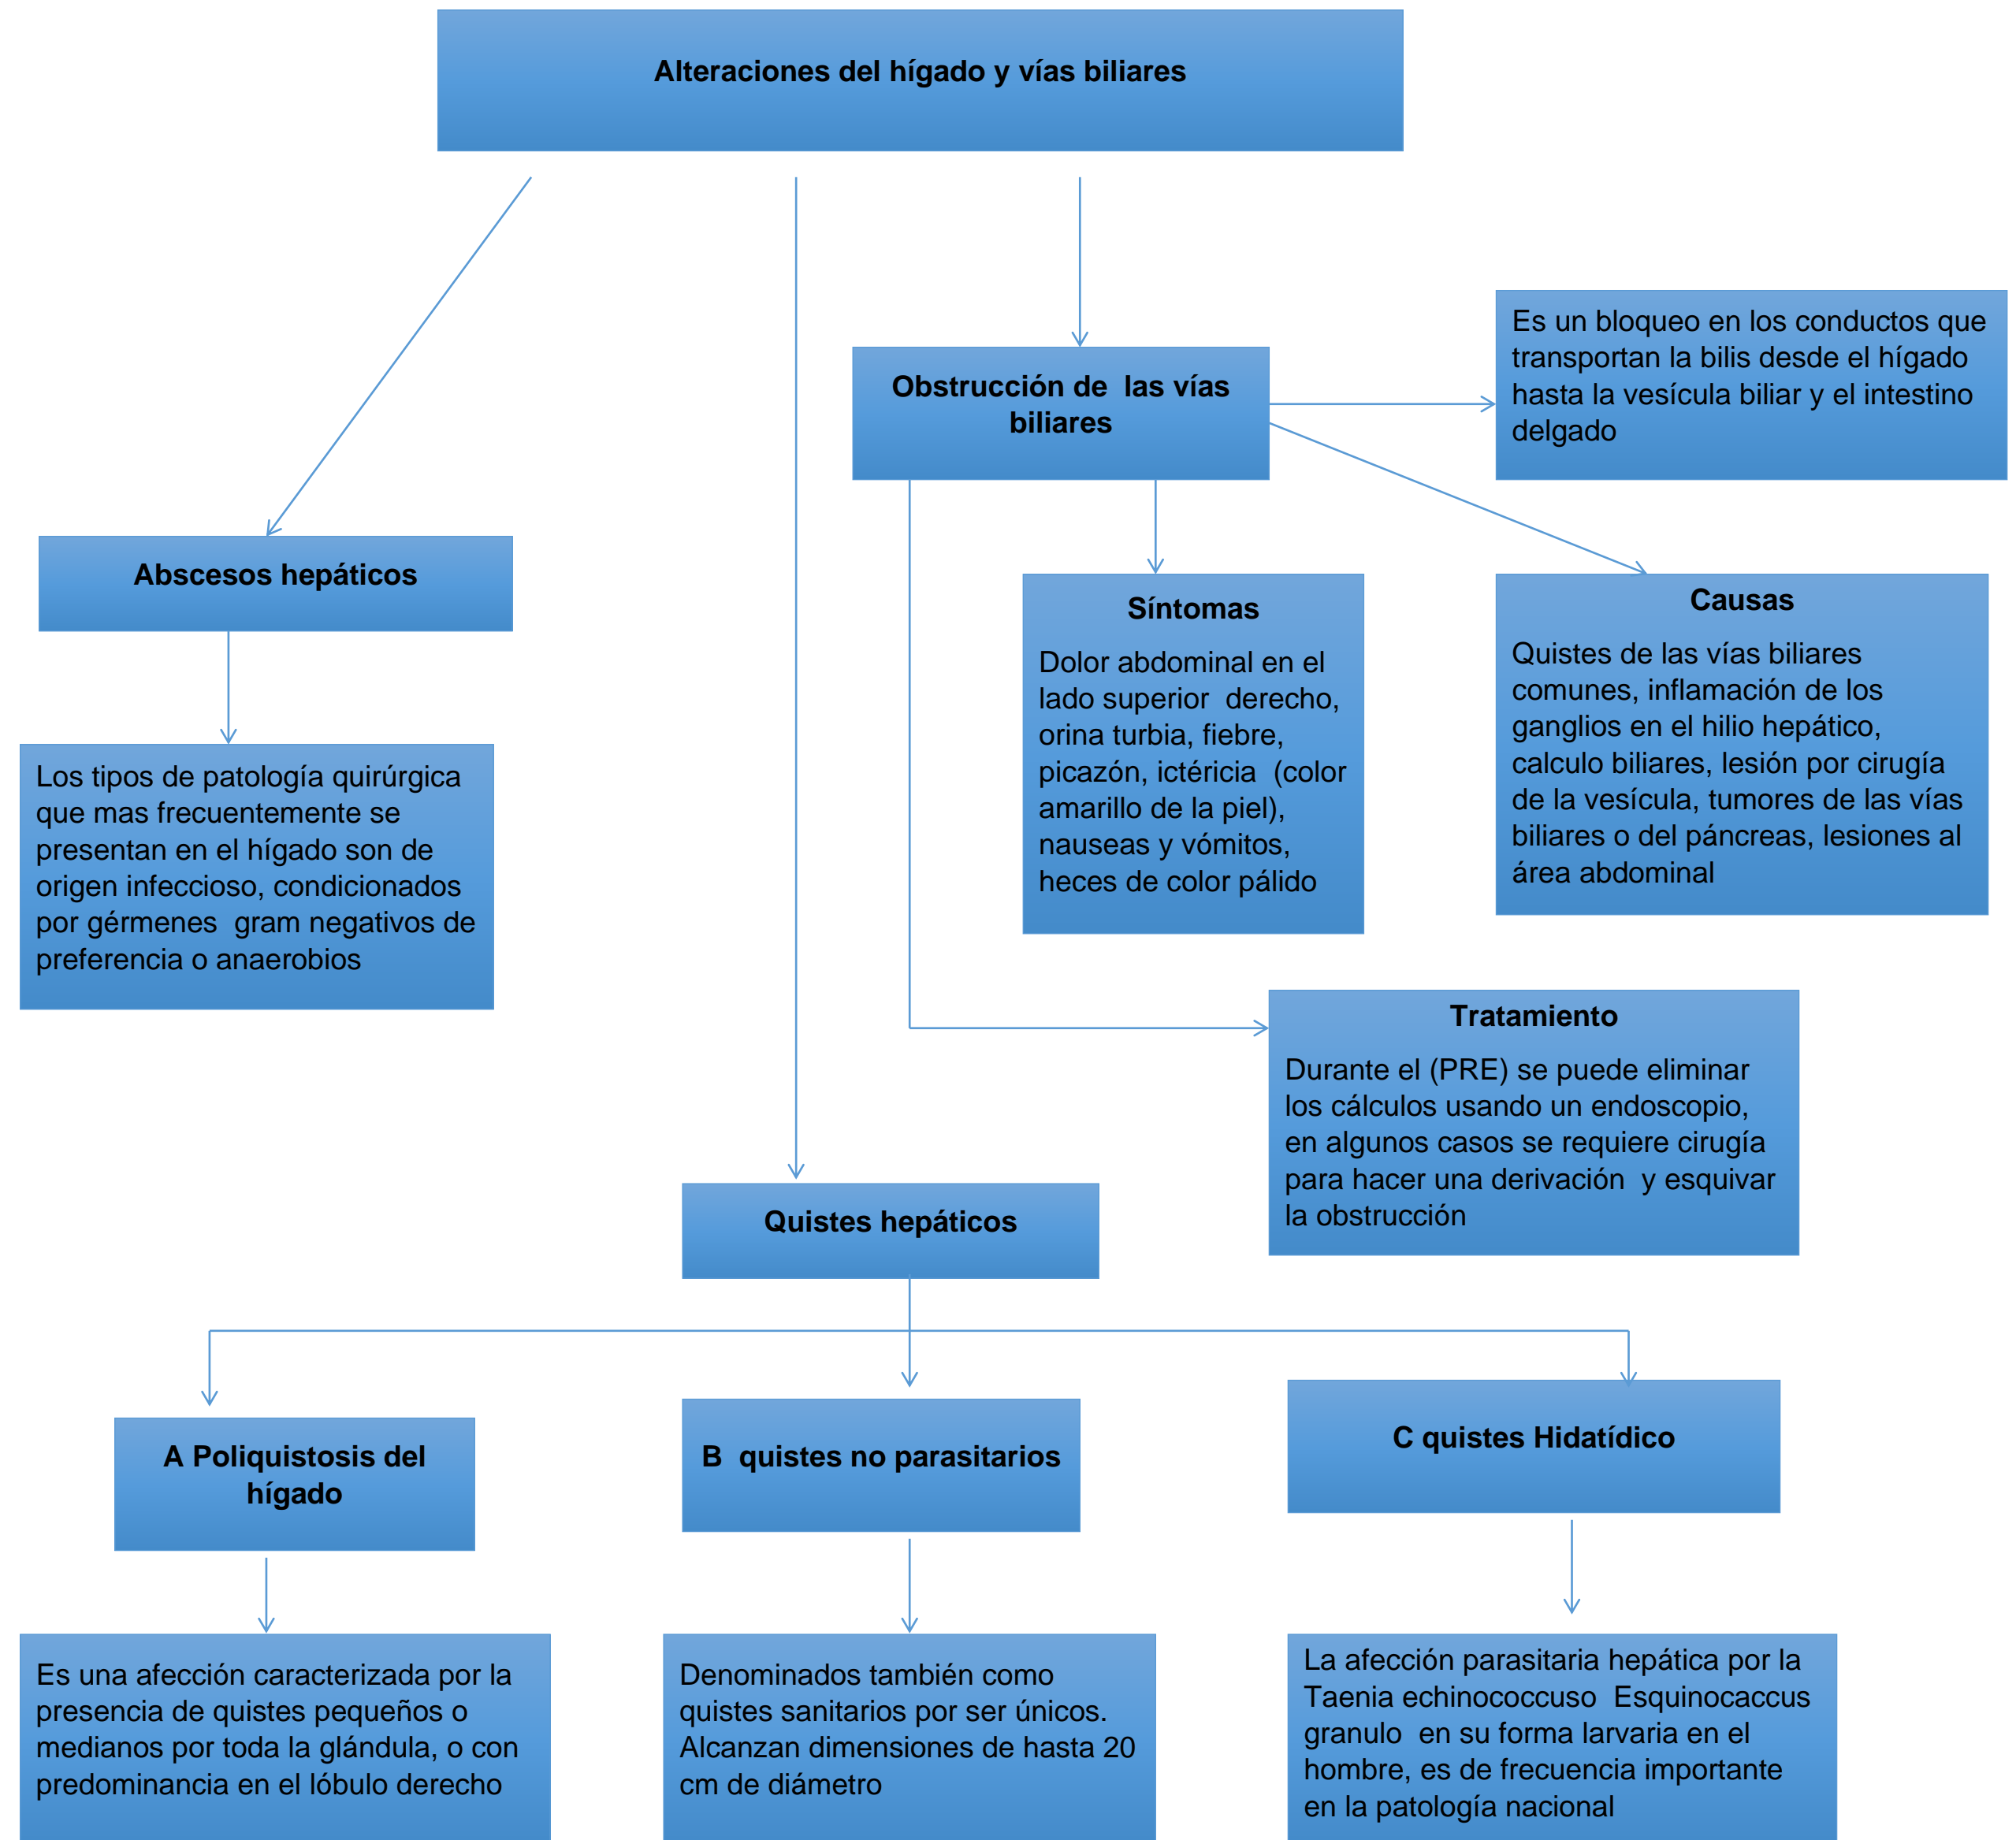 Alteraciones del hígado y vías biliares
Es un bloqueo en los conductos que
transportan la bilis desde el hígado
hasta la vesícula biliar y el intestino
delgado
Obstrucción de las vías
biliares
Abscesos hepáticos
Síntomas
Dolor abdominal en el
lado superior derecho,
orina turbia, fiebre,
picazón, ictéricia (color
amarillo de la piel),
nauseas y vómitos,
heces de color pálido
Causas
Quistes de las vías biliares
comunes, inflamación de los
ganglios en el hilio hepático,
calculo biliares, lesión por cirugía
de la vesícula, tumores de las vías
biliares o del páncreas, lesiones al
área abdominal
Los tipos de patología quirúrgica
que mas frecuentemente se
presentan en el hígado son de
origen infeccioso, condicionados
por gérmenes gram negativos de
preferencia o anaerobios
Tratamiento
Durante el (PRE) se puede eliminar
los cálculos usando un endoscopio,
en algunos casos se requiere cirugía
para hacer una derivación y esquivar
la obstrucción
Quistes hepáticos
A Poliquistosis del
hígado
B quistes no parasitarios
C quistes Hidatídico
Es una afección caracterizada por la
presencia de quistes pequeños o
medianos por toda la glándula, o con
predominancia en el lóbulo derecho
Denominados también como
quistes sanitarios por ser únicos.
Alcanzan dimensiones de hasta 20
cm de diámetro
La afección parasitaria hepática por la
Taenia echinococcuso Esquinocaccus
granulo en su forma larvaria en el
hombre, es de frecuencia importante
en la patología nacional